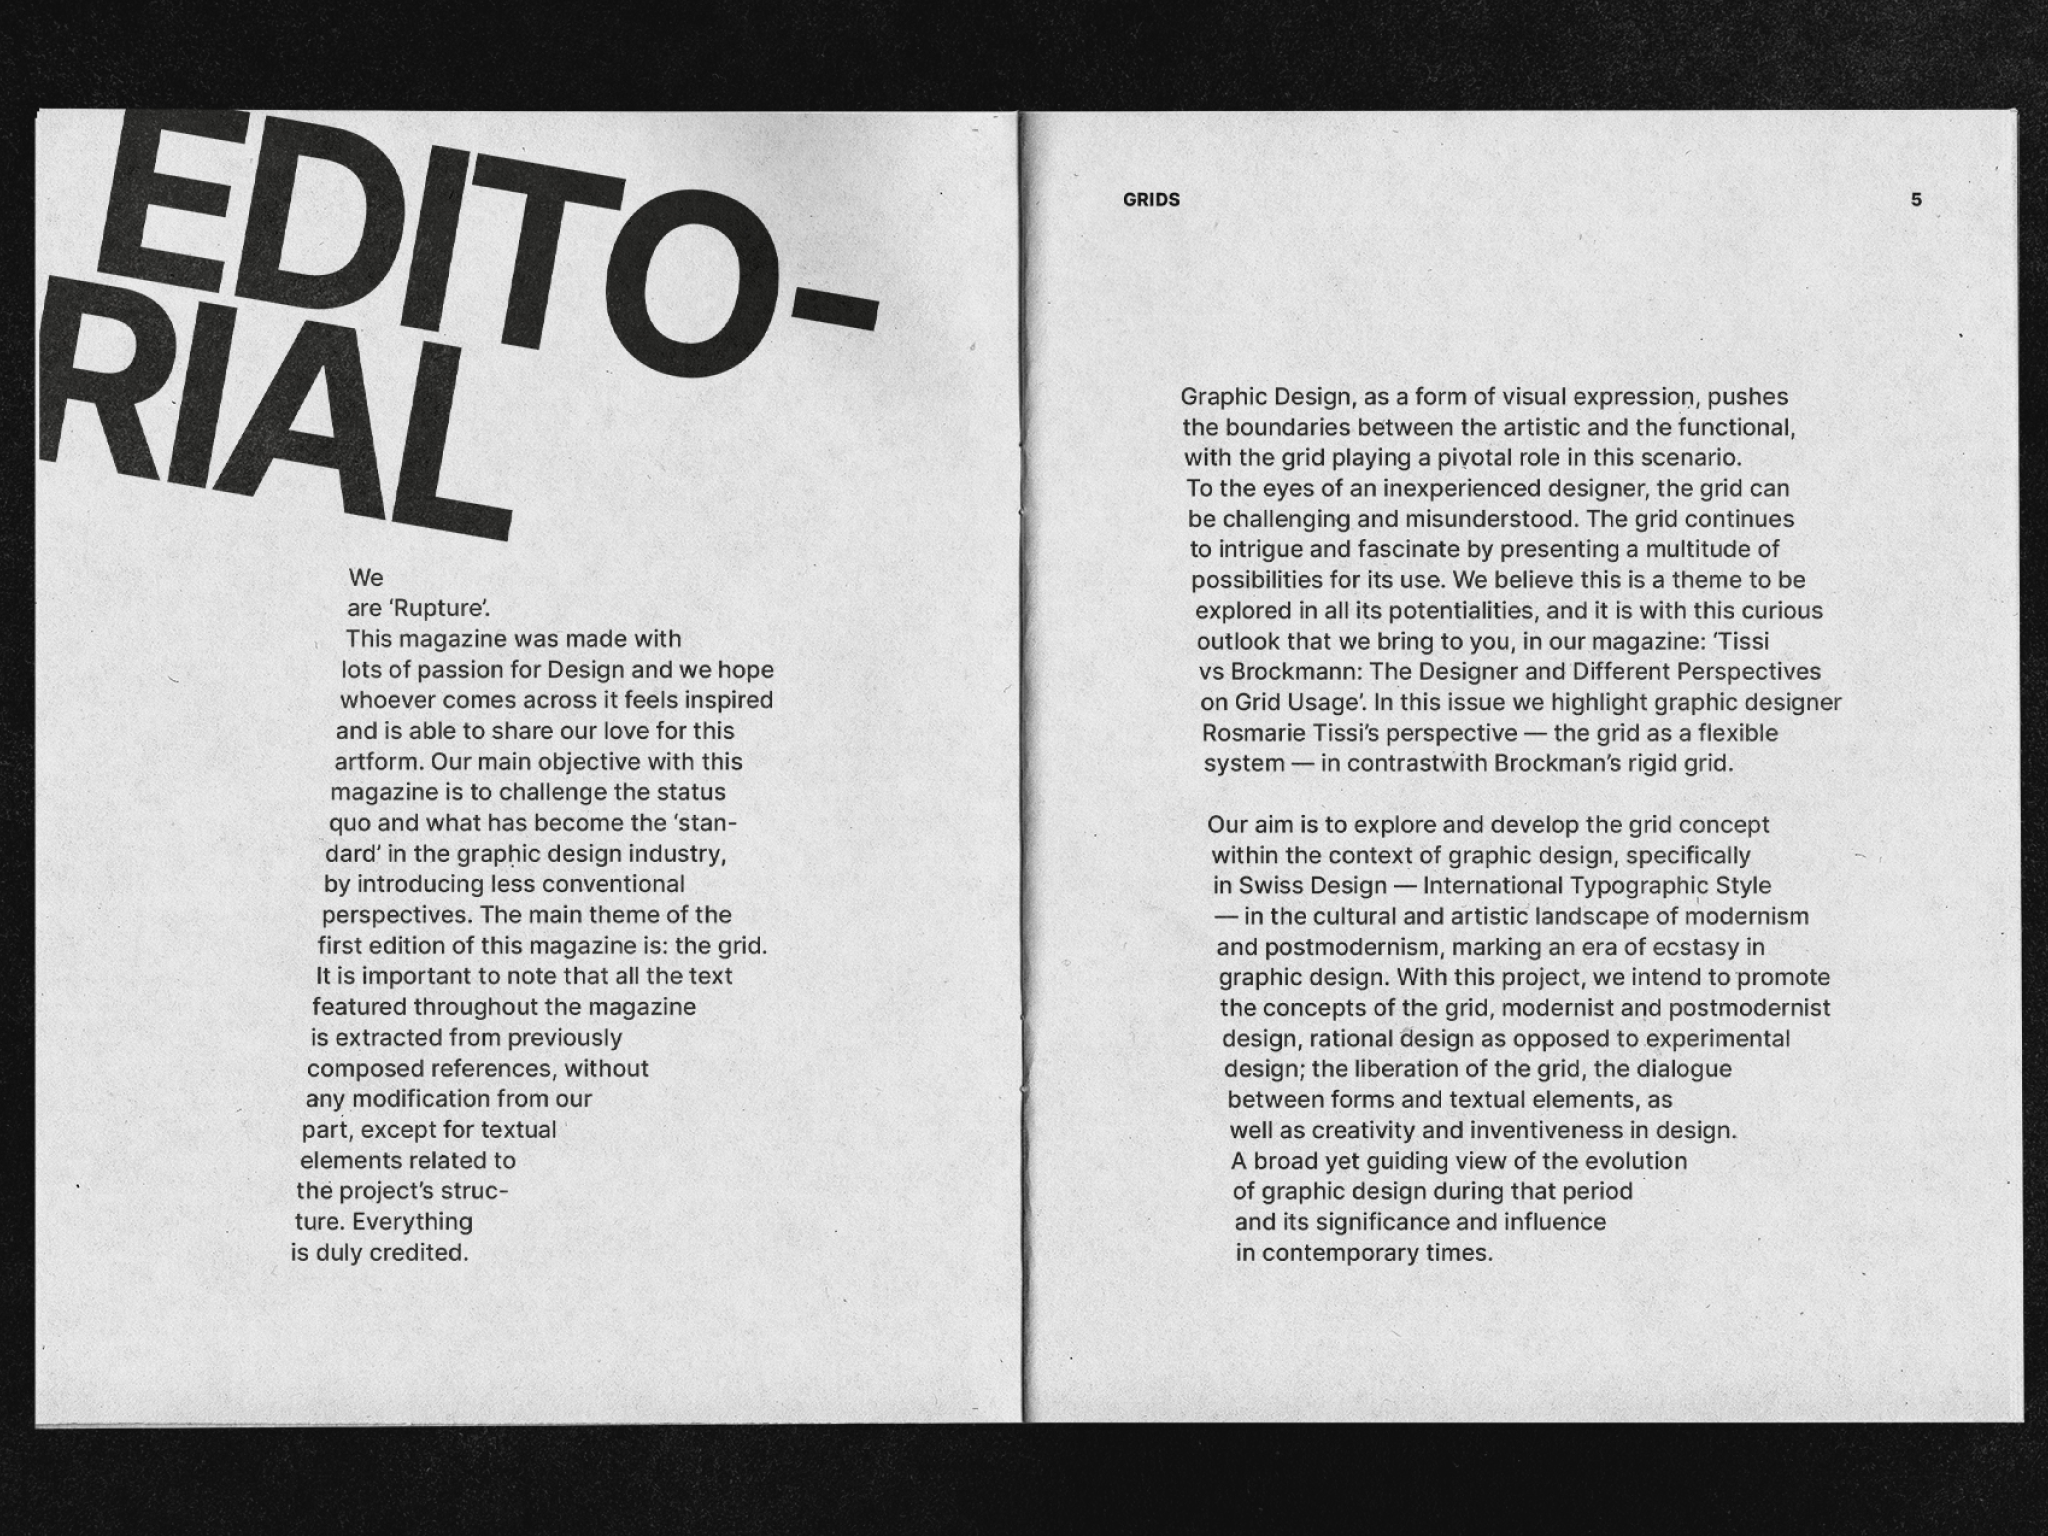 EDITO-
RIAL
We
are ‘Rupture’.
This magazine was made with
lots of passion for Design and we hope
whoever comes across it feels inspired
and is able to share our love for this
artform. Our main objective with this
magazine is to challenge the status
quo and what has become the ‘stan-
dard’ in the graphic design industry,
by introducing less conventional
perspectives. The main theme of the
first edition of this magazine is: the grid.
It is important to note that all the text
featured throughout the magazine
is extracted from previously
composed references, without
any modification from our
part, except for textual
elements related to
the project’s struc-
ture. Everything
is duly credited.
GRIDS
5
Graphic Design, as a form of visual expression, pushes
the boundaries between the artistic and the functional,
with the grid playing a pivotal role in this scenario.
To the eyes of an inexperienced designer, the grid can
be challenging and misunderstood. The grid continues
to intrigue and fascinate by presenting a multitude of
possibilities for its use. We believe this is a theme to be
explored in all its potentialities, and it is with this curious
outlook that we bring to you, in our magazine: ‘Tissi
vs Brockmann: The Designer and Different Perspectives
on Grid Usage’. In this issue we highlight graphic designer
Rosmarie Tissi’s perspective — the grid as a flexible
system — in contrastwith Brockman’s rigid grid.
Our aim is to explore and develop the grid concept
within the context of graphic design, specifically
in Swiss Design — International Typographic Style
— in the cultural and artistic landscape of modernism
and postmodernism, marking an era of ecstasy in
graphic design. With this project, we intend to promote
the concepts of the grid, modernist and postmodernist
design, rational design as opposed to experimental
design; the liberation of the grid, the dialogue
between forms and textual elements, as
well as creativity and inventiveness in design.
A broad yet guiding view of the evolution
of graphic design during that period
and its significance and influence
in contemporary times.